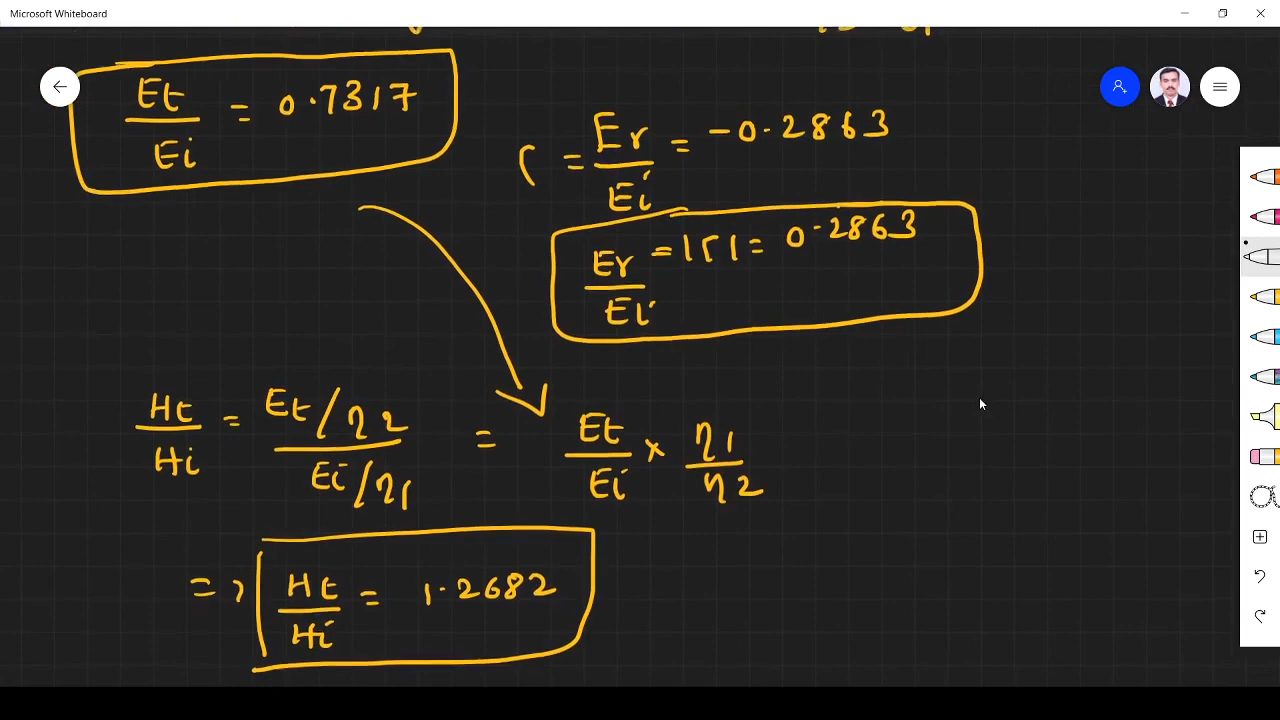 Microsoft Whiteboard
Et/Ei = 0.7317
Γ = Er/Ei = -0.2863
Er/Ei = |Γ| = 0.2863
Ht/Hi = (Et/η2)/(Ei/η1) = Et/Ei × η1/η2
=> Ht/Hi = 1.2682